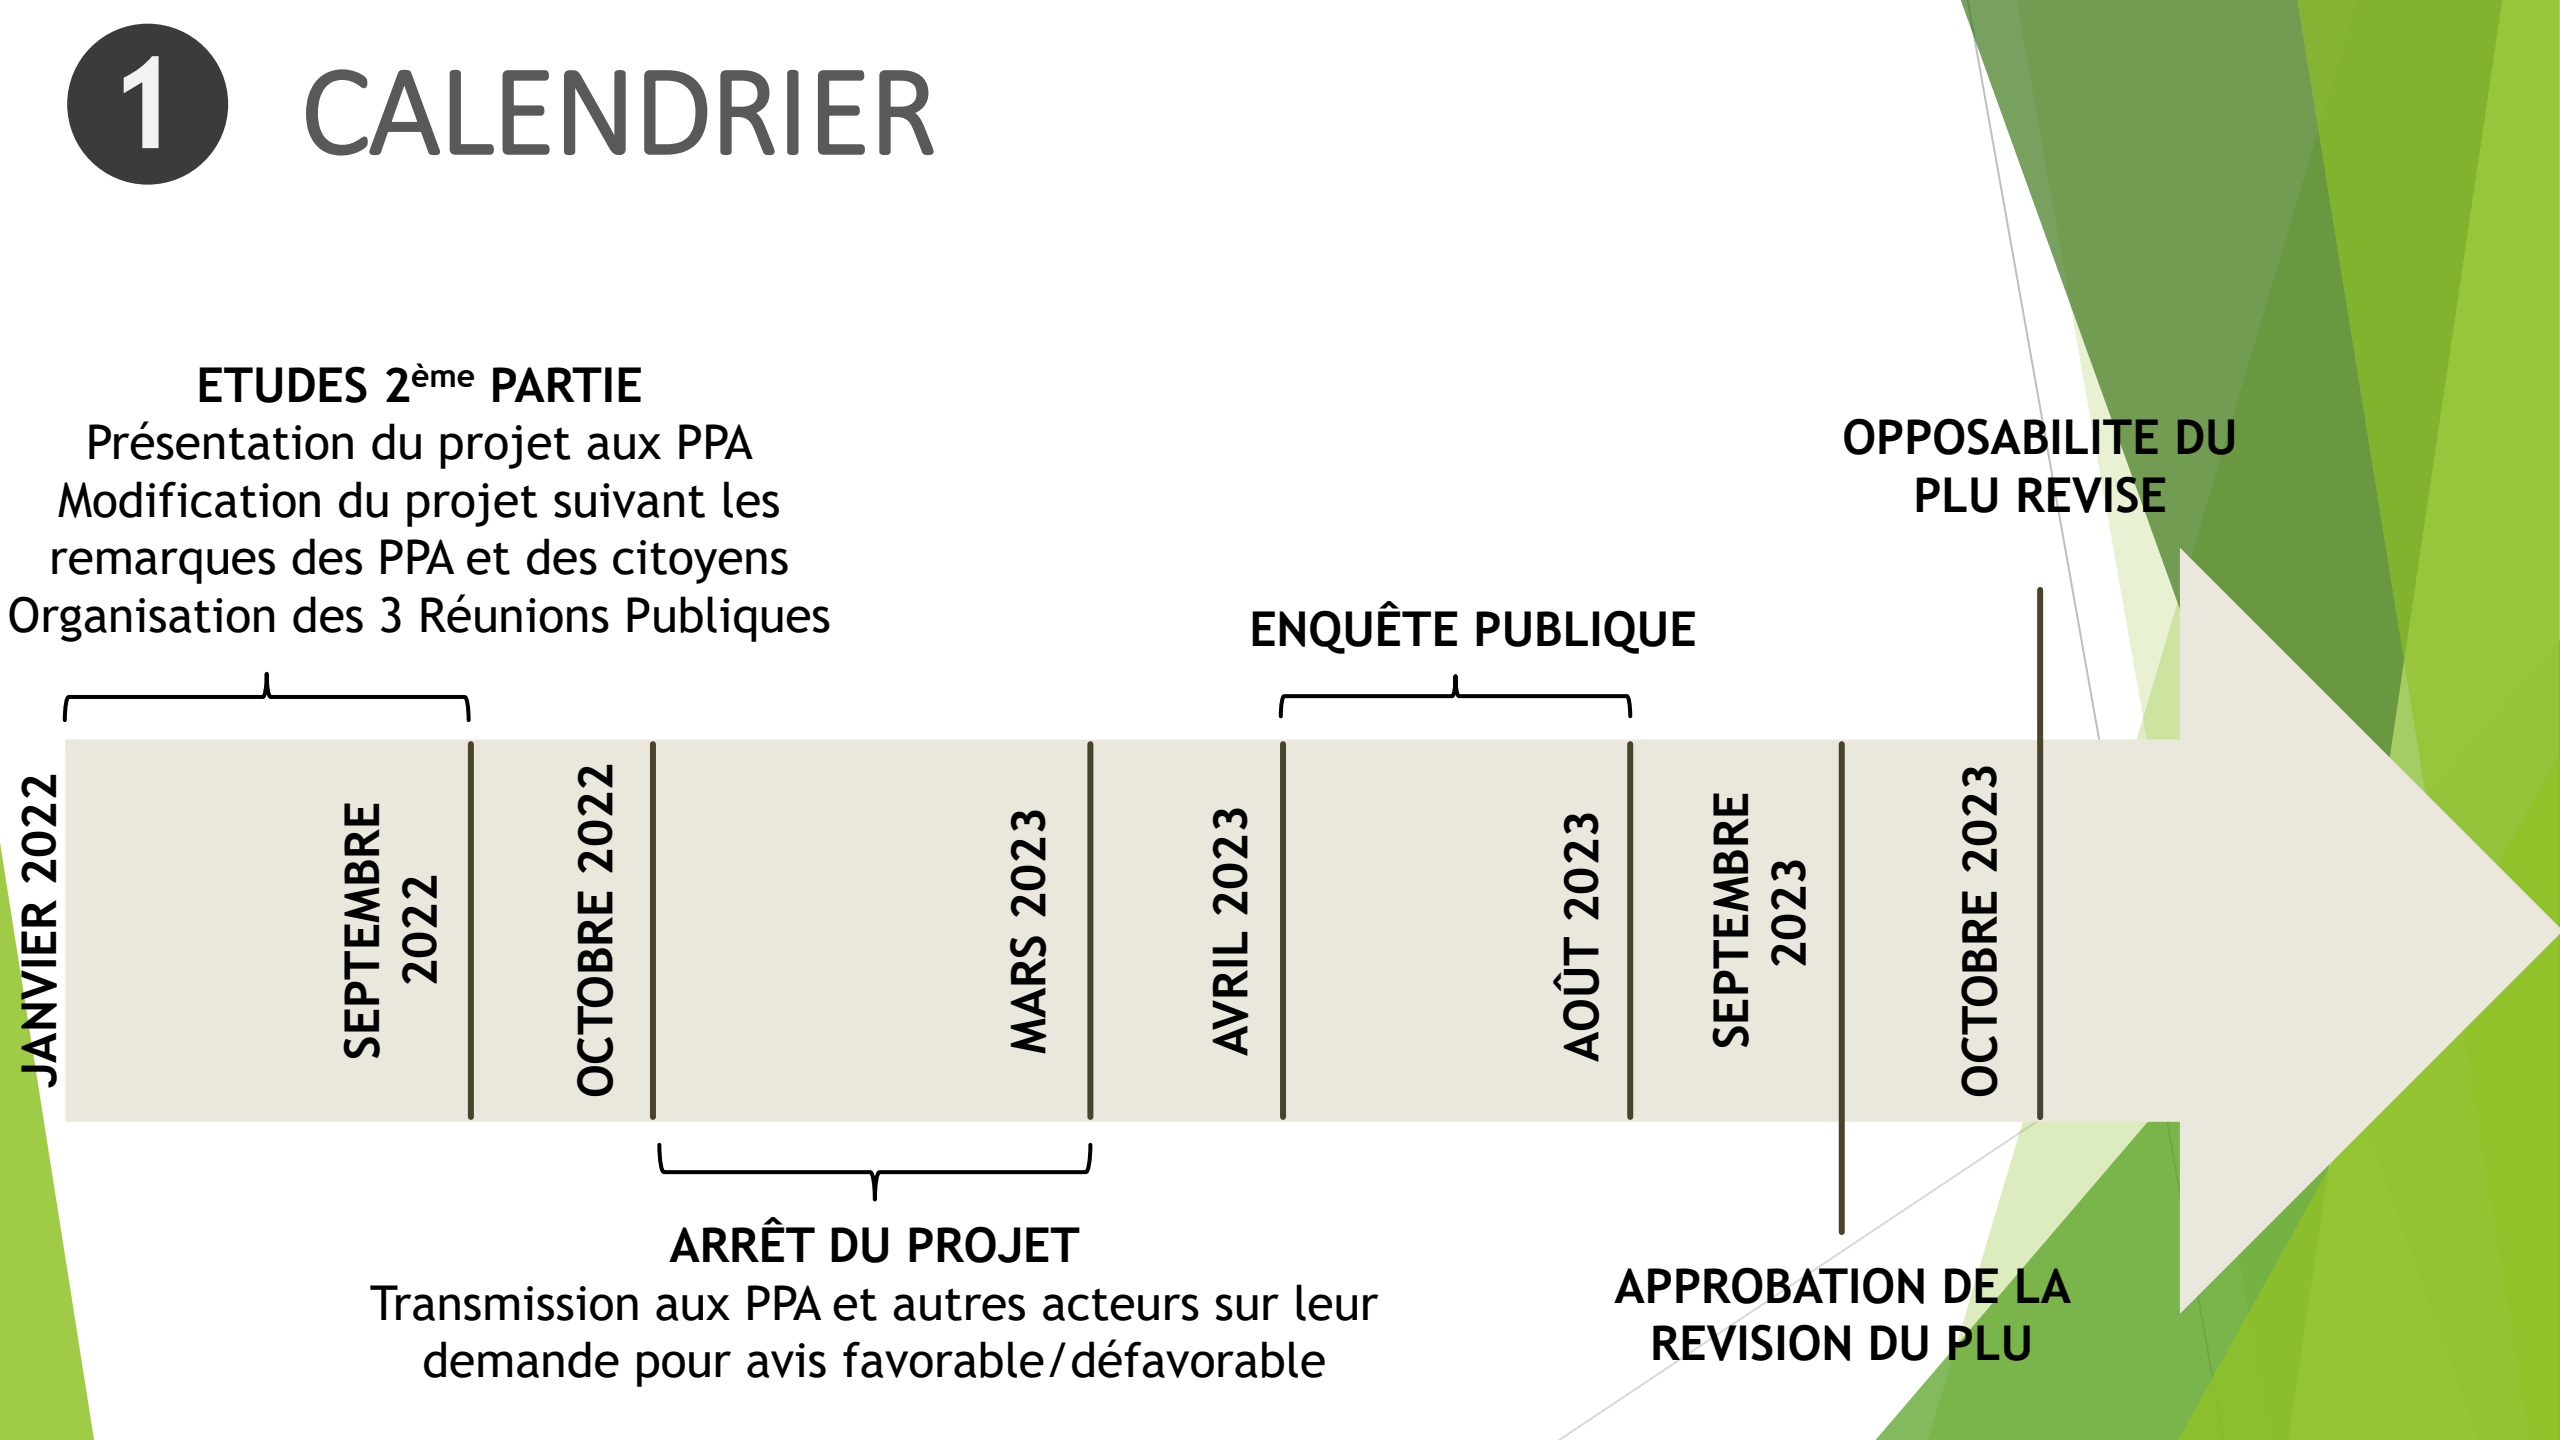 1 CALENDRIER
ETUDES 2ème PARTIE
Présentation du projet aux PPA
Modification du projet suivant les
remarques des PPA et des citoyens
Organisation des 3 Réunions Publiques
OPPOSABILITE DU
PLU REVISE
ENQUÊTE PUBLIQUE
JANVIER 2022
SEPTEMBRE
2022
OCTOBRE 2022
MARS 2023
AVRIL 2023
AOÛT 2023
SEPTEMBRE
2023
OCTOBRE 2023
ARRÊT DU PROJET
Transmission aux PPA et autres acteurs sur leur
demande pour avis favorable/défavorable
APPROBATION DE LA
REVISION DU PLU